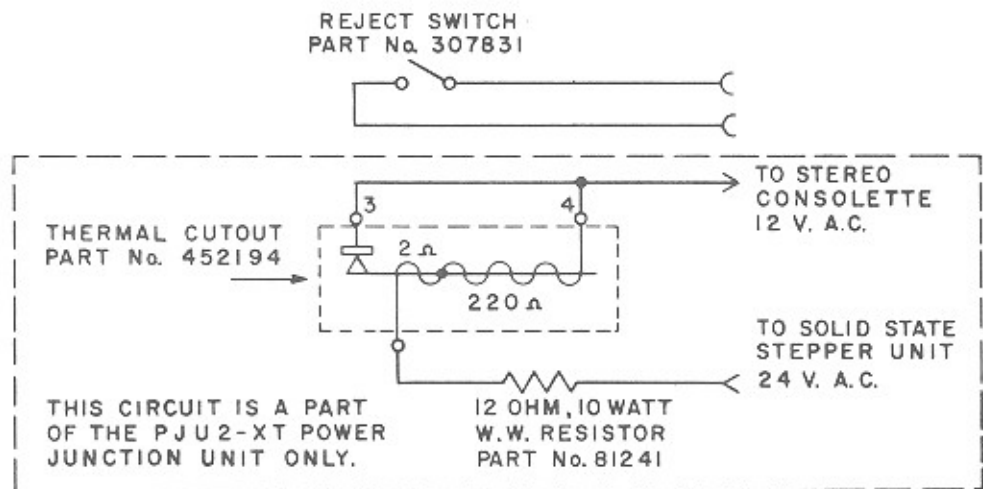 REJECT SWITCH
PART No. 307831
TO STEREO
CONSOLETTE
12 V. A.C.
3
4
THERMAL CUTOUT
PART No. 452194
2 Ω
220 Ω
TO SOLID STATE
STEPPER UNIT
24 V. A.C.
THIS CIRCUIT IS A PART
OF THE PJU2-XT POWER
JUNCTION UNIT ONLY.
12 OHM, 10 WATT
W.W. RESISTOR
PART No. 81241